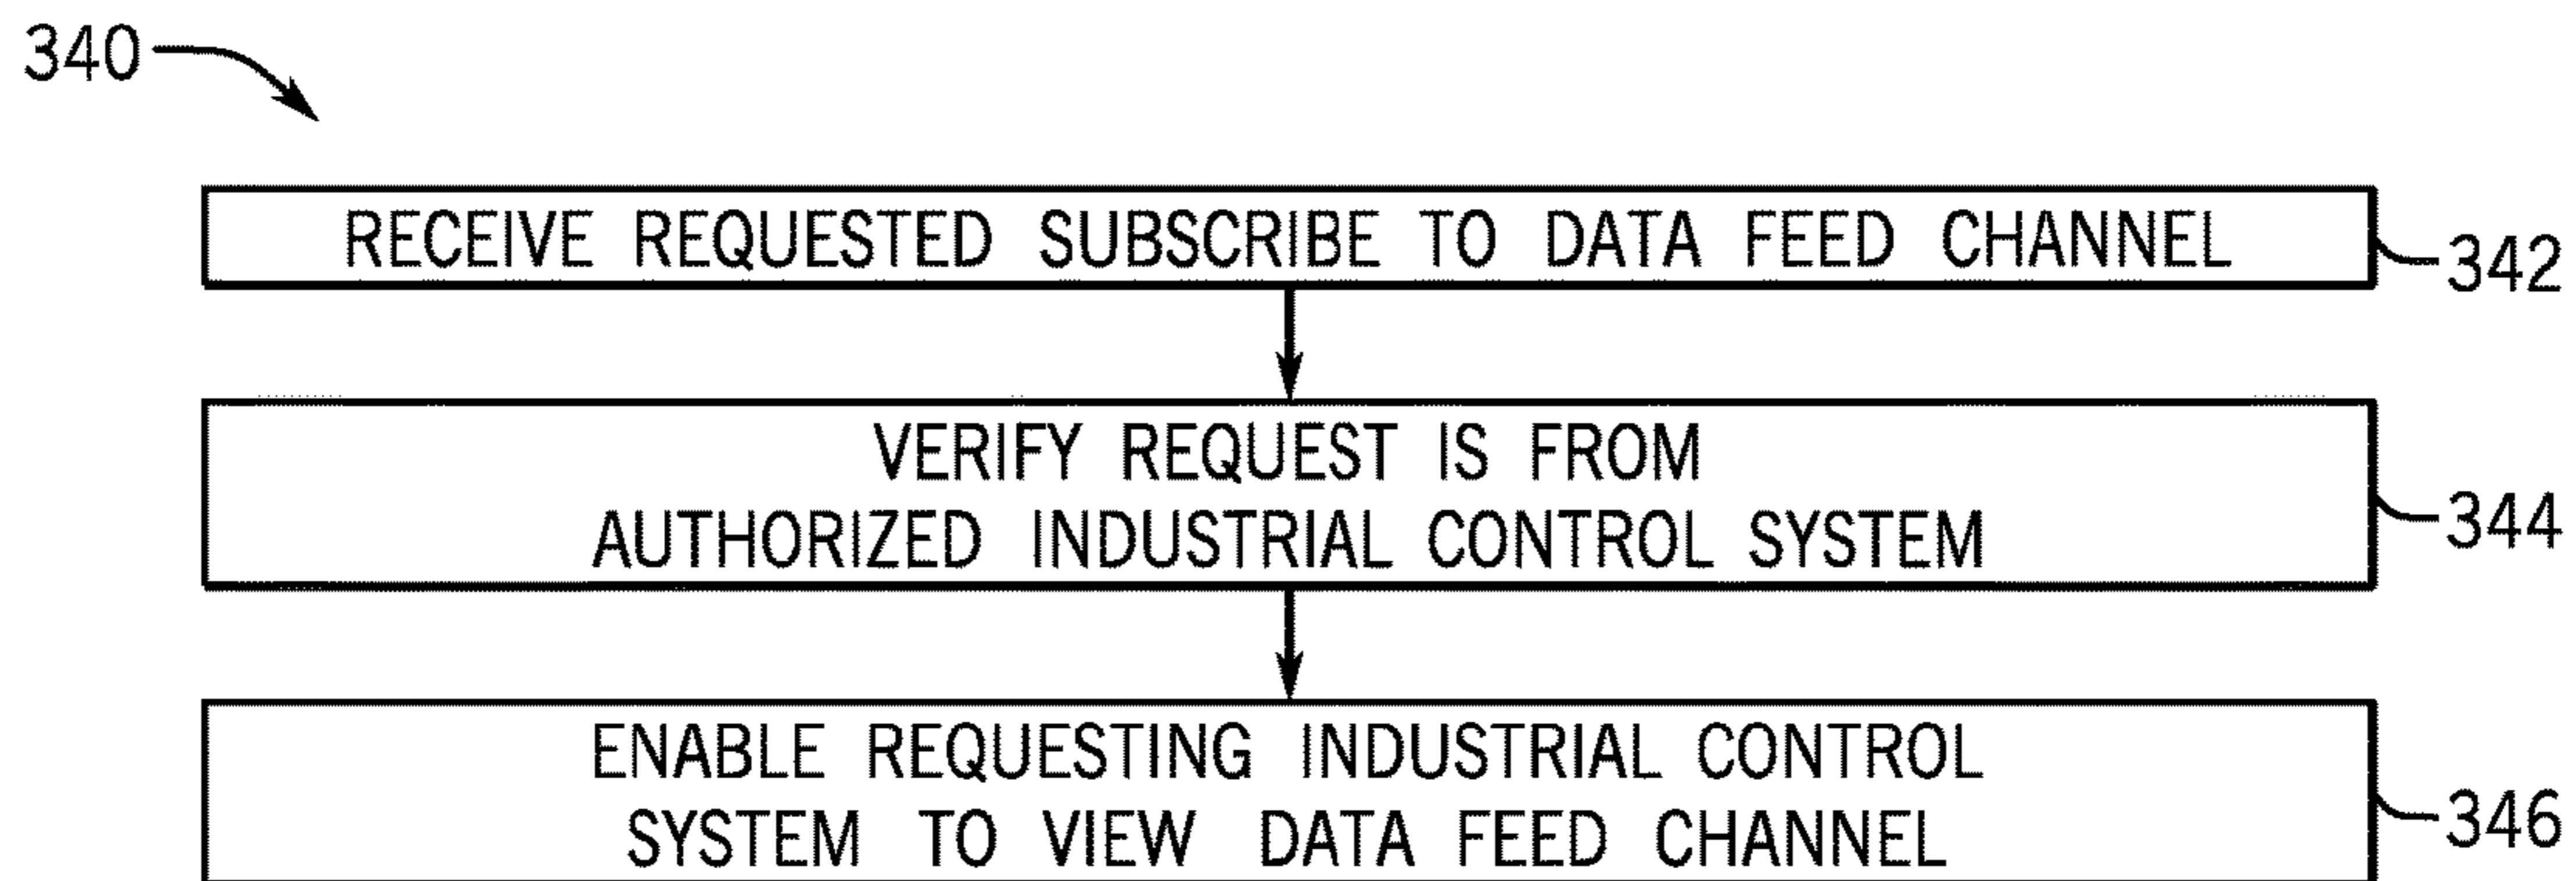 340
RECEIVE REQUESTED SUBSCRIBE TO DATA FEED CHANNEL
342
VERIFY REQUEST IS FROM
AUTHORIZED INDUSTRIAL CONTROL SYSTEM
344
ENABLE REQUESTING INDUSTRIAL CONTROL
SYSTEM TO VIEW DATA FEED CHANNEL
346